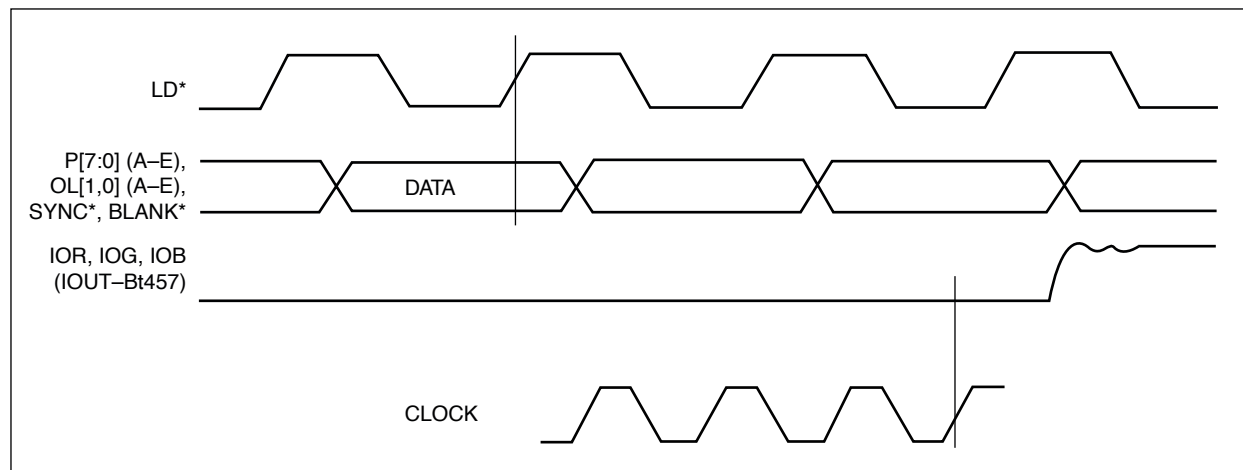 LD*
P[7:0] (A–E),
OL[1,0] (A–E),
SYNC*, BLANK*
DATA
IOR, IOG, IOB
(IOUT–Bt457)
CLOCK